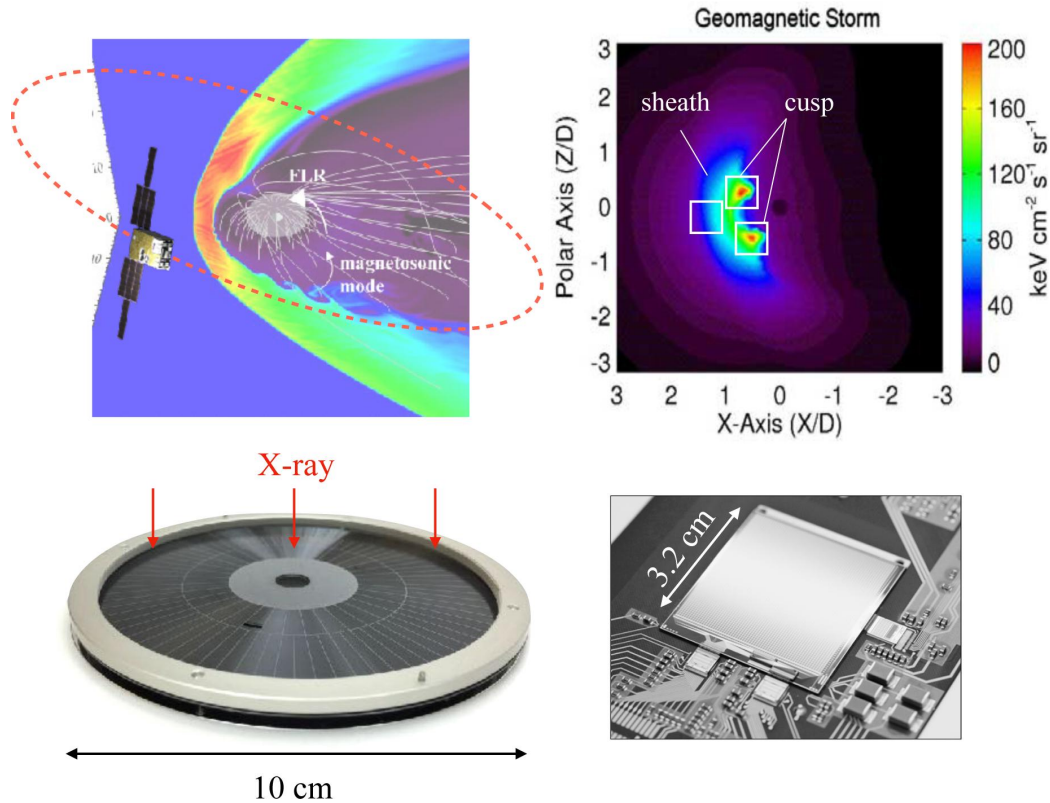 FLR
magnetosonic
mode
Geomagnetic Storm
sheath
cusp
Polar Axis (Z/D)
3
2
1
0
-1
-2
-3
3
2
1
0
-1
-2
-3
X-Axis (X/D)
200
160
120
80
40
0
keV cm⁻² s⁻¹ sr⁻¹
X-ray
10 cm
3.2 cm